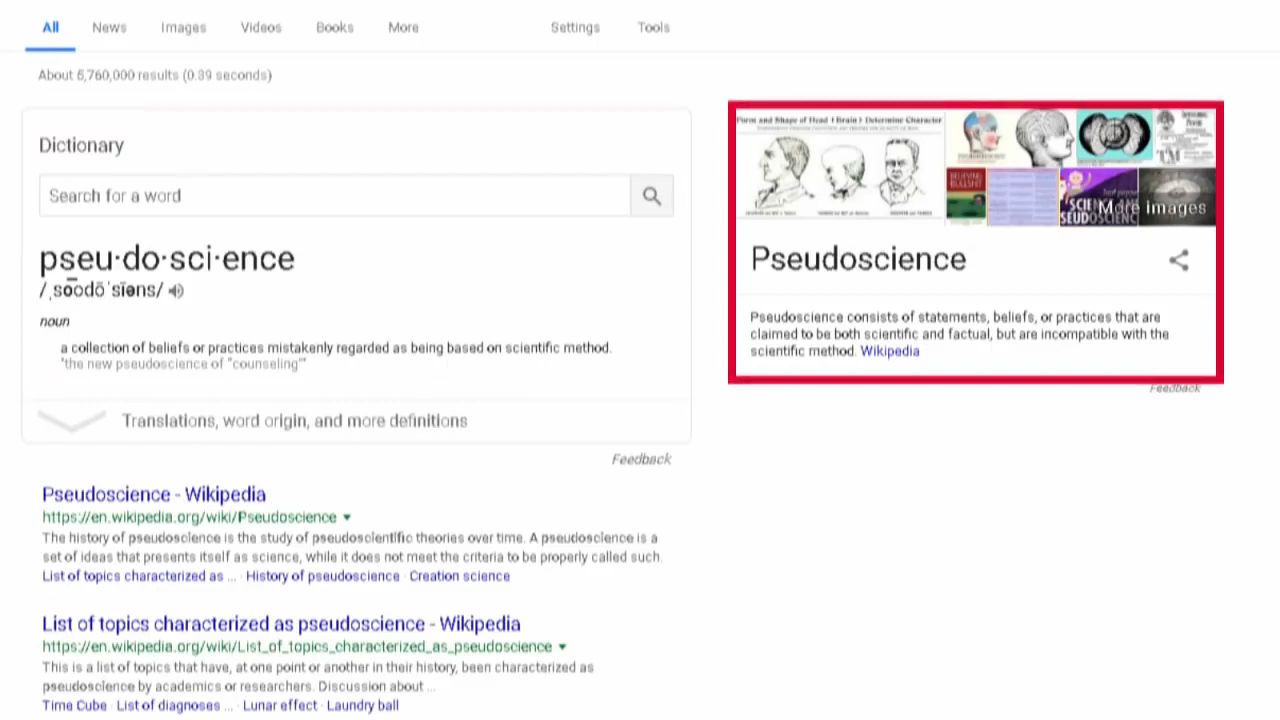 All News Images Videos Books More Settings Tools
About 5,760,000 results (0.39 seconds)
Dictionary
Search for a word
pseu·do·sci·ence
/ˌso͞odōˈsīəns/
noun
a collection of beliefs or practices mistakenly regarded as being based on scientific method.
"the new pseudoscience of "counseling""
Translations, word origin, and more definitions
Feedback
Pseudoscience - Wikipedia
https://en.wikipedia.org/wiki/Pseudoscience
The history of pseudoscience is the study of pseudoscientific theories over time. A pseudoscience is a
set of ideas that presents itself as science, while it does not meet the criteria to be properly called such.
List of topics characterized as ... · History of pseudoscience · Creation science
List of topics characterized as pseudoscience - Wikipedia
https://en.wikipedia.org/wiki/List_of_topics_characterized_as_pseudoscience
This is a list of topics that have, at one point or another in their history, been characterized as
pseudoscience by academics or researchers. Discussion about ...
Time Cube · List of diagnoses ... · Lunar effect · Laundry ball
Form and Shape of Head (Brain) Determine Character
BELIEVING
BULLSHIT
More images
Pseudoscience
Pseudoscience consists of statements, beliefs, or practices that are
claimed to be both scientific and factual, but are incompatible with the
scientific method. Wikipedia
Feedback